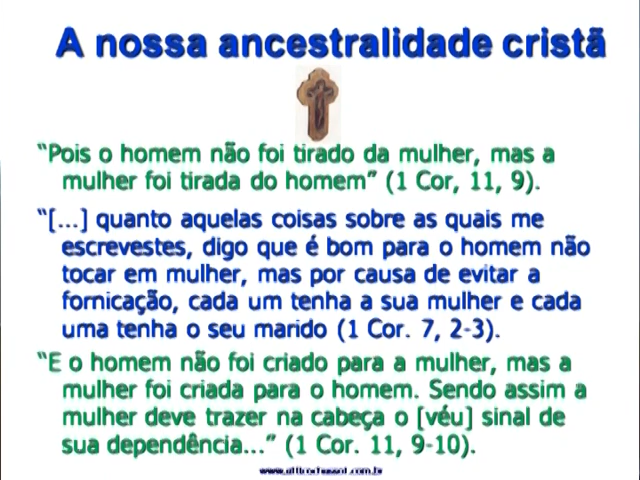 A nossa ancestralidade cristã
“Pois o homem não foi tirado da mulher, mas a
mulher foi tirada do homem” (1 Cor, 11, 9).
“[...] quanto aquelas coisas sobre as quais me
escrevestes, digo que é bom para o homem não
tocar em mulher, mas por causa de evitar a
fornicação, cada um tenha a sua mulher e cada
uma tenha o seu marido (1 Cor. 7, 2-3).
“E o homem não foi criado para a mulher, mas a
mulher foi criada para o homem. Sendo assim a
mulher deve trazer na cabeça o [véu] sinal de
sua dependência...” (1 Cor. 11, 9-10).